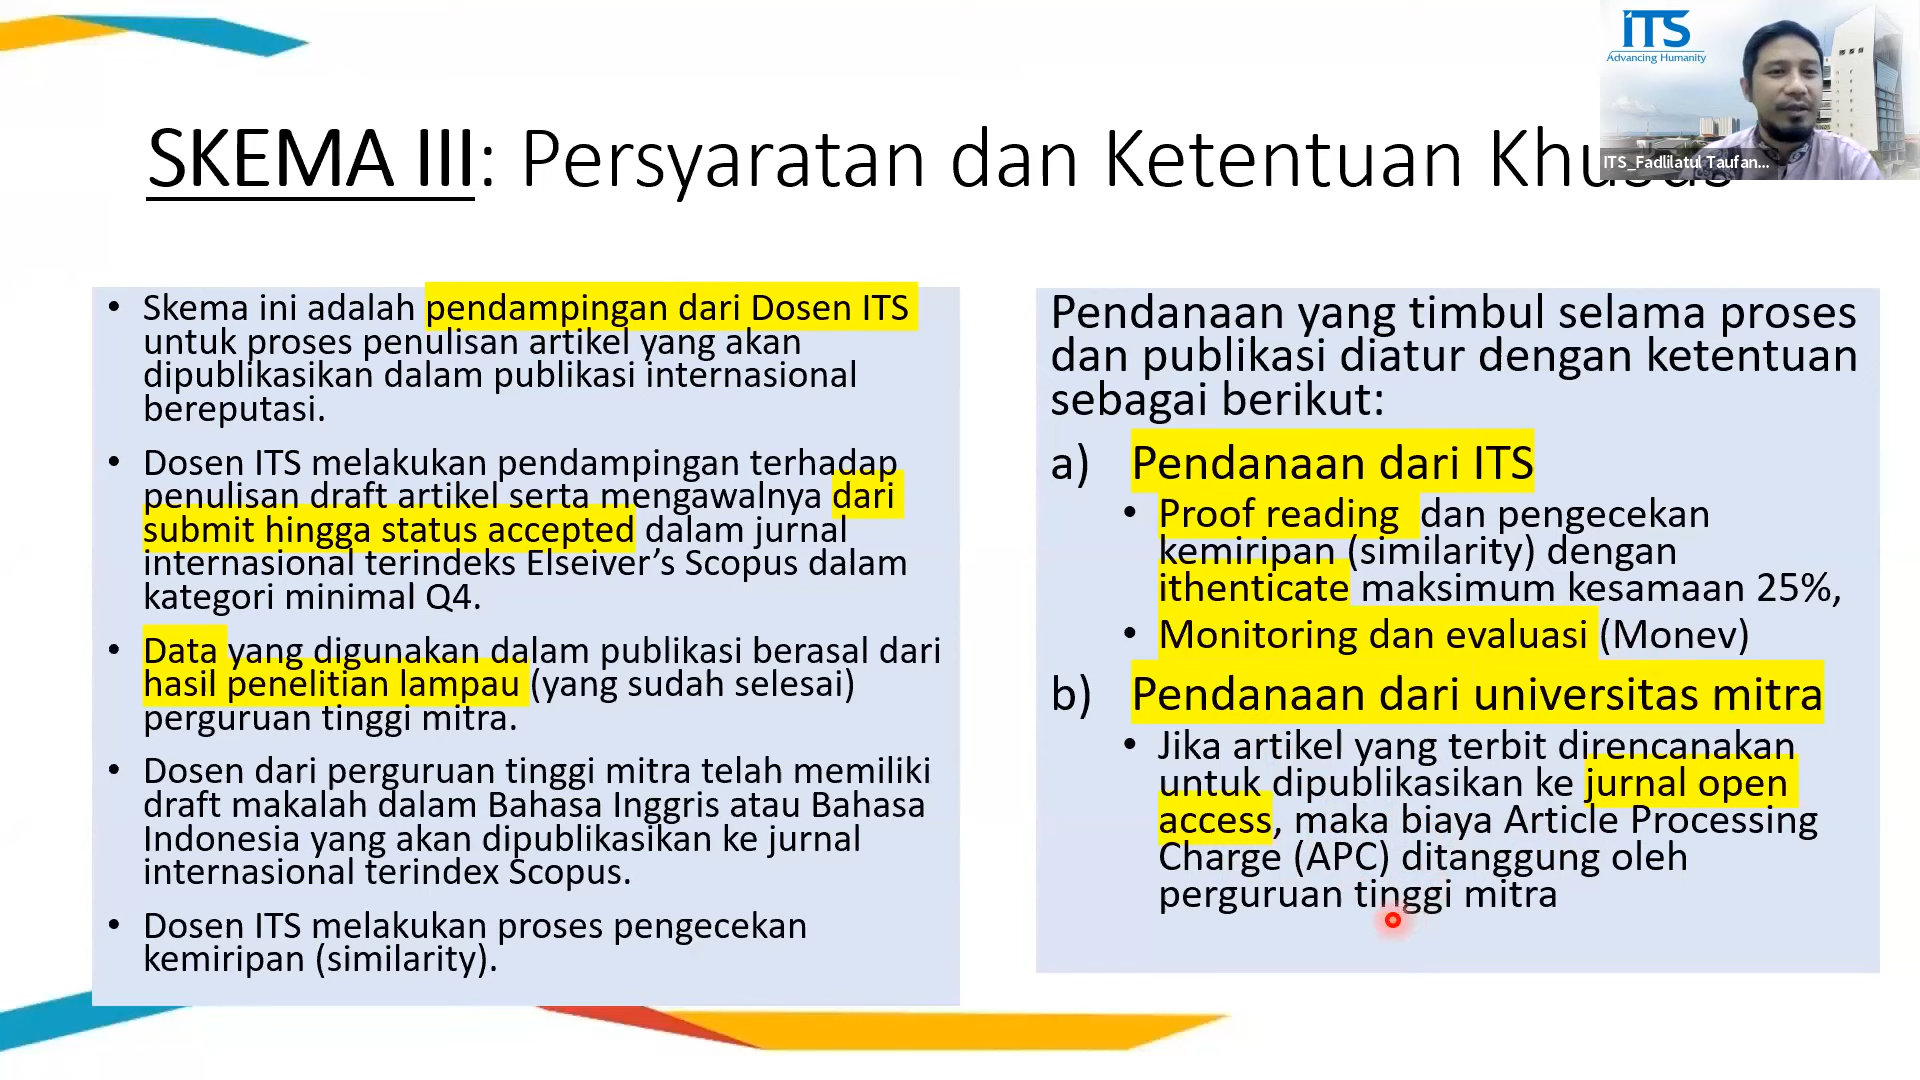 ITS
Advancing Humanity
ITS_Fadlilatul Taufan...
SKEMA III: Persyaratan dan Ketentuan Khusus
• Skema ini adalah pendampingan dari Dosen ITS
untuk proses penulisan artikel yang akan
dipublikasikan dalam publikasi internasional
bereputasi.
• Dosen ITS melakukan pendampingan terhadap
penulisan draft artikel serta mengawalnya dari
submit hingga status accepted dalam jurnal
internasional terindeks Elseiver’s Scopus dalam
kategori minimal Q4.
• Data yang digunakan dalam publikasi berasal dari
hasil penelitian lampau (yang sudah selesai)
perguruan tinggi mitra.
• Dosen dari perguruan tinggi mitra telah memiliki
draft makalah dalam Bahasa Inggris atau Bahasa
Indonesia yang akan dipublikasikan ke jurnal
internasional terindex Scopus.
• Dosen ITS melakukan proses pengecekan
kemiripan (similarity).
Pendanaan yang timbul selama proses
dan publikasi diatur dengan ketentuan
sebagai berikut:
a) Pendanaan dari ITS
• Proof reading dan pengecekan
kemiripan (similarity) dengan
ithenticate maksimum kesamaan 25%,
• Monitoring dan evaluasi (Monev)
b) Pendanaan dari universitas mitra
• Jika artikel yang terbit direncanakan
untuk dipublikasikan ke jurnal open
access, maka biaya Article Processing
Charge (APC) ditanggung oleh
perguruan tinggi mitra